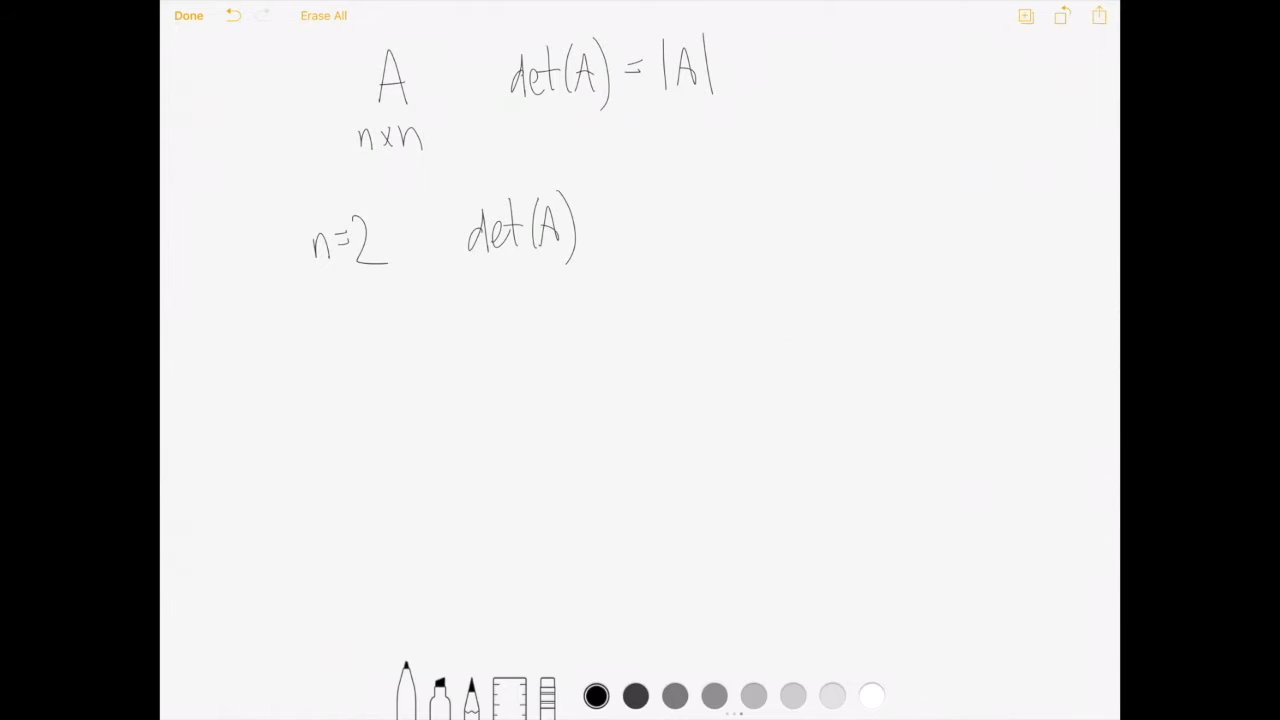 Done Erase All
A det(A) = |A|
n×n
n=2 det(A)